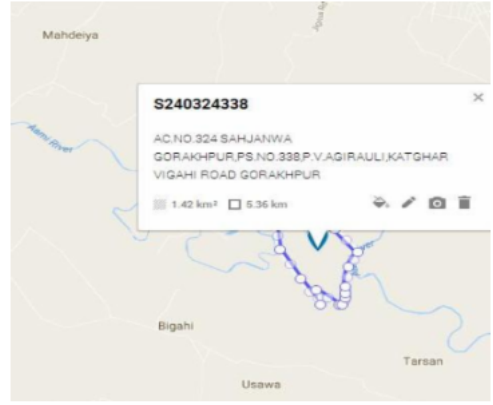 Mahdeiya
Aami River
S240324338
AC.NO.324 SAHJANWA
GORAKHPUR,PS.NO.338,P.V.AGIRAULI,KATGHAR
VIGAHI ROAD GORAKHPUR
1.42 km² 5.36 km
Bigahi
Tarsan
Usawa